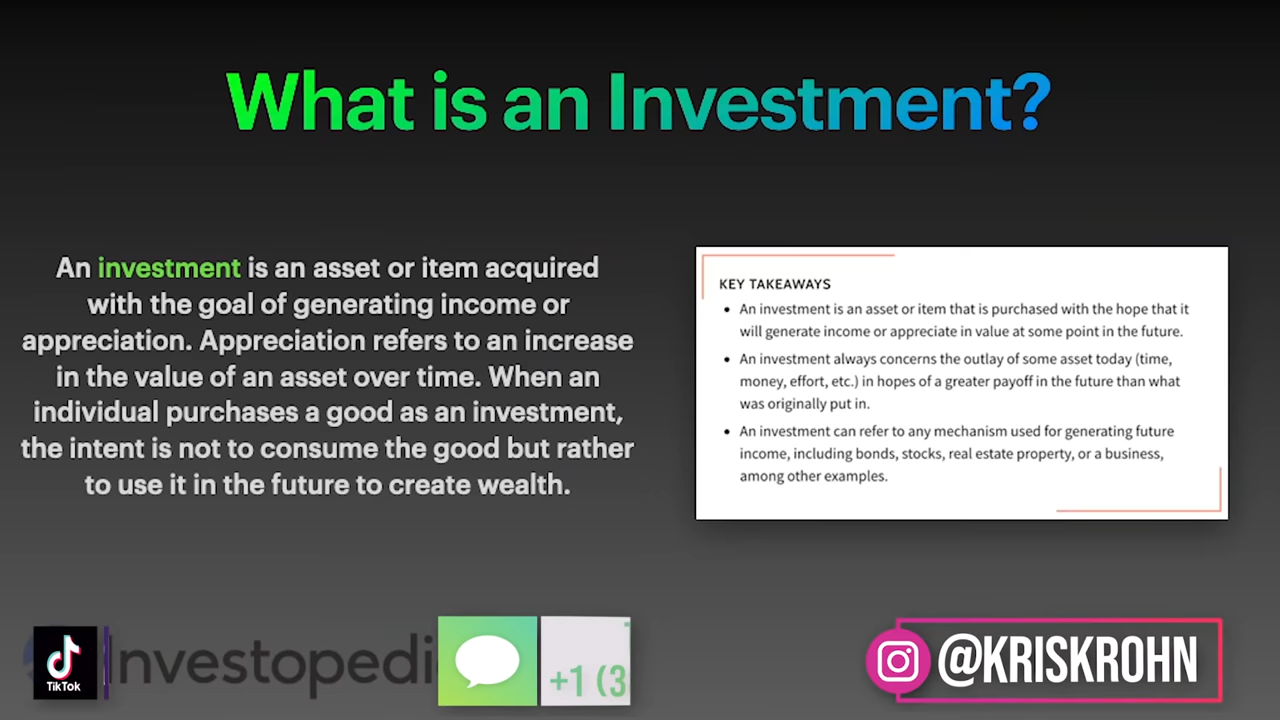 What is an Investment?
An investment is an asset or item acquired
with the goal of generating income or
appreciation. Appreciation refers to an increase
in the value of an asset over time. When an
individual purchases a good as an investment,
the intent is not to consume the good but rather
to use it in the future to create wealth.
KEY TAKEAWAYS
• An investment is an asset or item that is purchased with the hope that it
will generate income or appreciate in value at some point in the future.
• An investment always concerns the outlay of some asset today (time,
money, effort, etc.) in hopes of a greater payoff in the future than what
was originally put in.
• An investment can refer to any mechanism used for generating future
income, including bonds, stocks, real estate property, or a business,
among other examples.
TikTok
Investopedi
+1 (3
@KRISKROHN